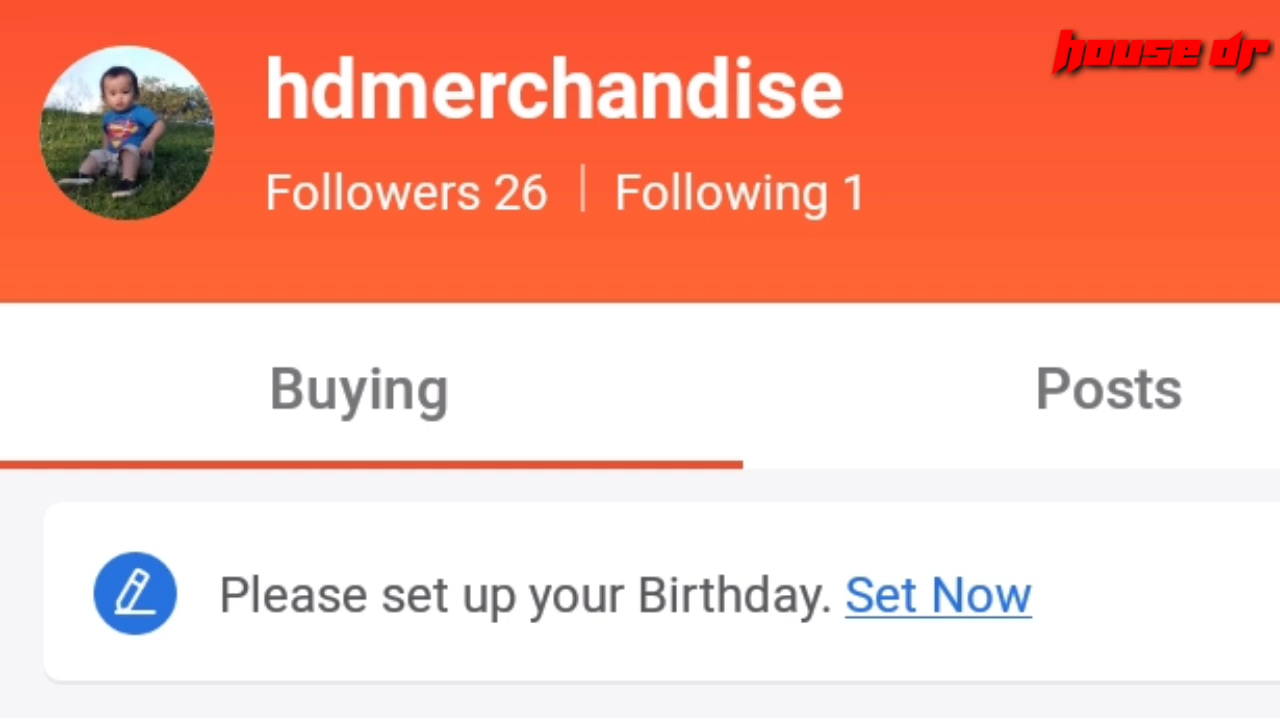 house dr
hdmerchandise
Followers 26 | Following 1
Buying Posts
Please set up your Birthday. Set Now